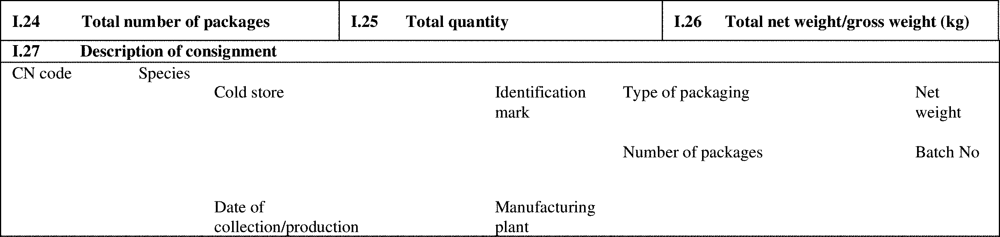 I.24 Total number of packages I.25 Total quantity I.26 Total net weight/gross weight (kg)
I.27 Description of consignment
CN code Species
Cold store Identification Type of packaging Net
mark weight
Number of packages Batch No
Date of Manufacturing
collection/production plant